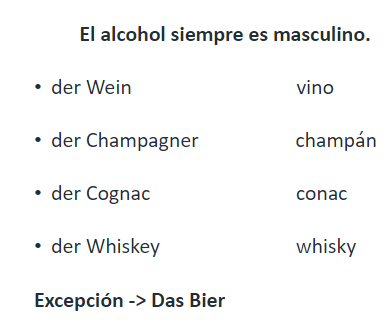 El alcohol siempre es masculino.
• der Wein vino
• der Champagner champán
• der Cognac conac
• der Whiskey whisky
Excepción -> Das Bier